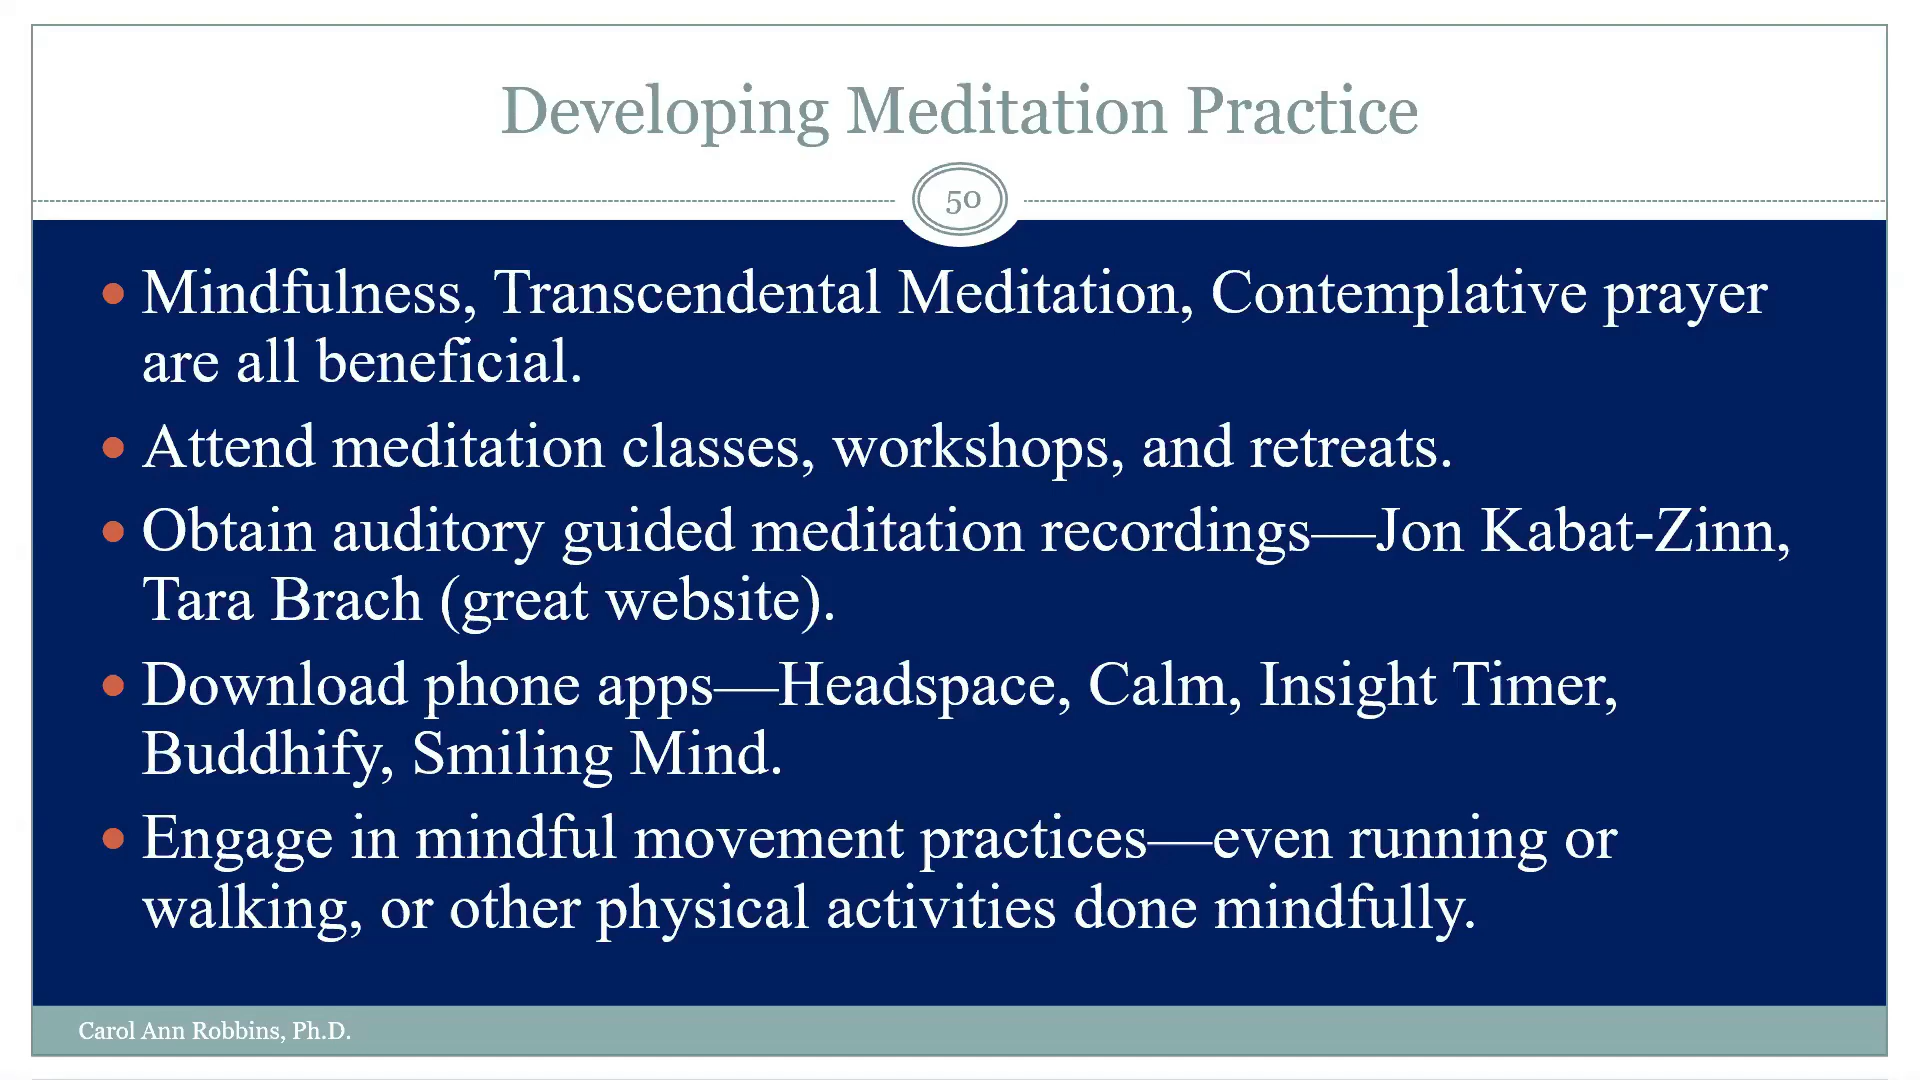 Developing Meditation Practice
50
• Mindfulness, Transcendental Meditation, Contemplative prayer
are all beneficial.
• Attend meditation classes, workshops, and retreats.
• Obtain auditory guided meditation recordings—Jon Kabat-Zinn,
Tara Brach (great website).
• Download phone apps—Headspace, Calm, Insight Timer,
Buddhify, Smiling Mind.
• Engage in mindful movement practices—even running or
walking, or other physical activities done mindfully.
Carol Ann Robbins, Ph.D.